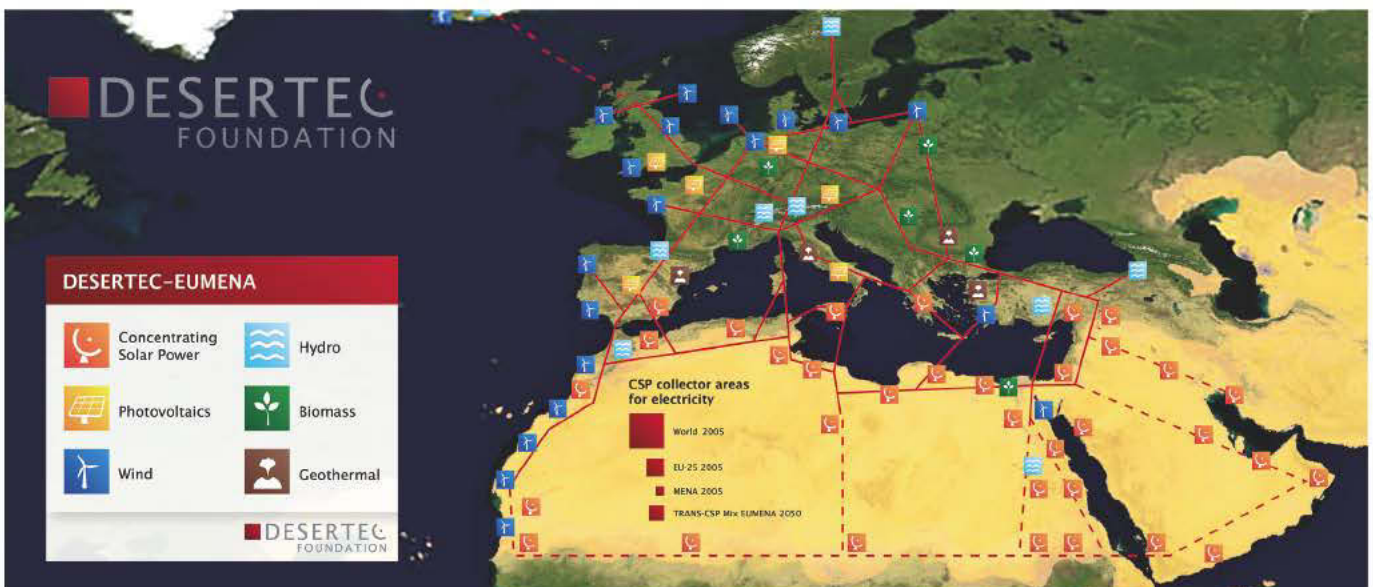 DESERTEC
FOUNDATION
DESERTEC–EUMENA
Concentrating
Solar Power
Hydro
Photovoltaics
Biomass
Wind
Geothermal
DESERTEC
FOUNDATION
CSP collector areas
for electricity
World 2005
EU-25 2005
MENA 2005
TRANS-CSP Mix EUMENA 2050